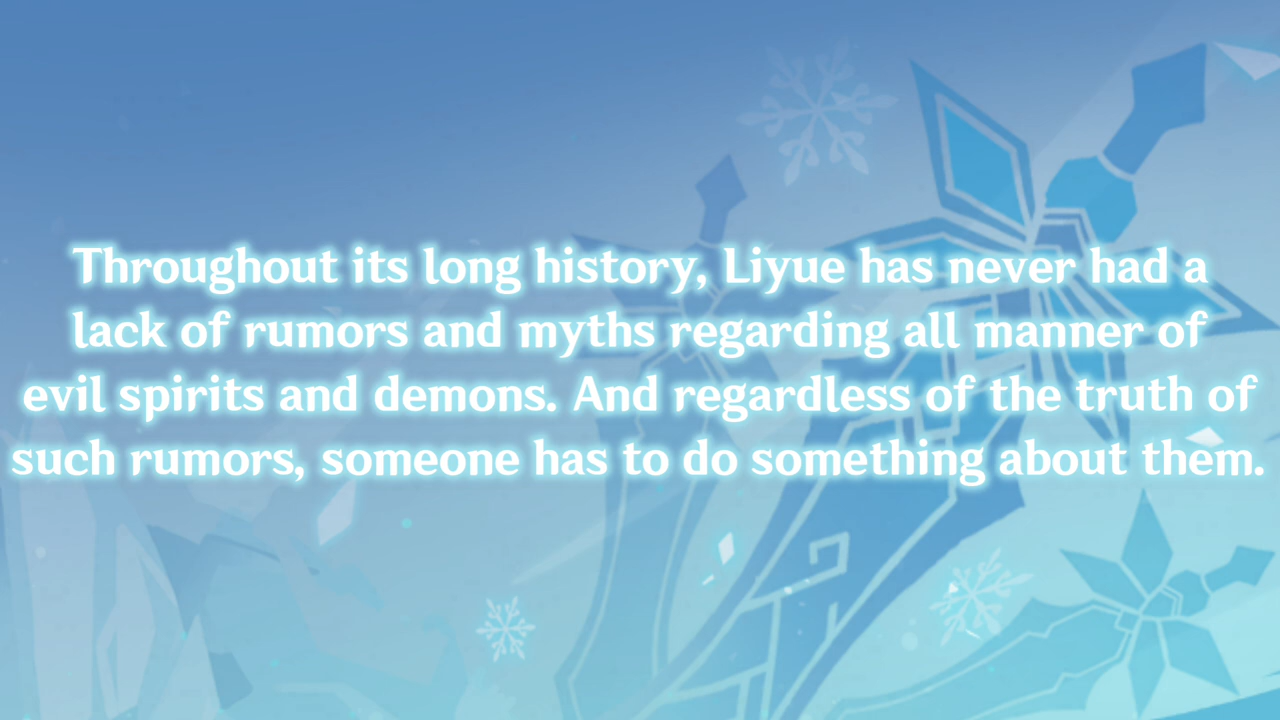 Throughout its long history, Liyue has never had a
lack of rumors and myths regarding all manner of
evil spirits and demons. And regardless of the truth of
such rumors, someone has to do something about them.